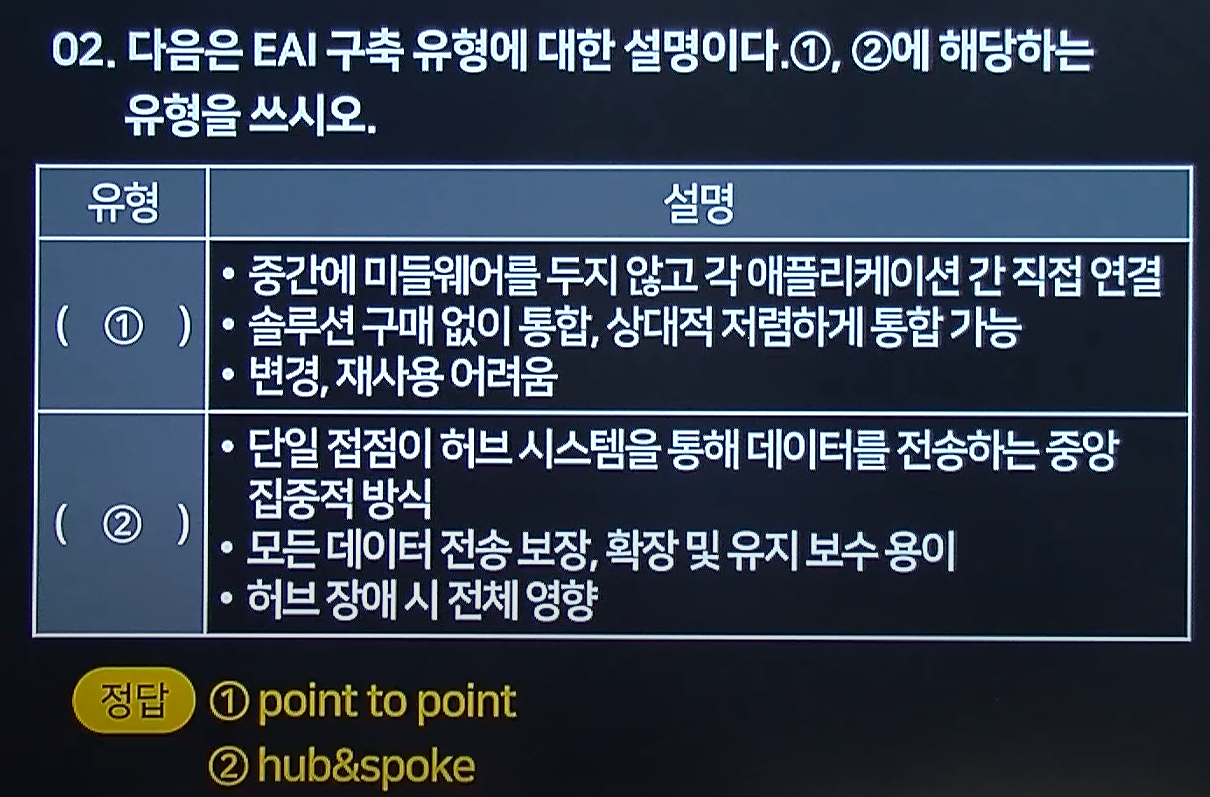 02. 다음은 EAI 구축 유형에 대한 설명이다.①, ②에 해당하는
유형을 쓰시오.
유형
설명
( ① )
• 중간에 미들웨어를 두지 않고 각 애플리케이션 간 직접 연결
• 솔루션 구매 없이 통합, 상대적 저렴하게 통합 가능
• 변경, 재사용 어려움
( ② )
• 단일 접점이 허브 시스템을 통해 데이터를 전송하는 중앙
집중적 방식
• 모든 데이터 전송 보장, 확장 및 유지 보수 용이
• 허브 장애 시 전체 영향
정답
① point to point
② hub&spoke